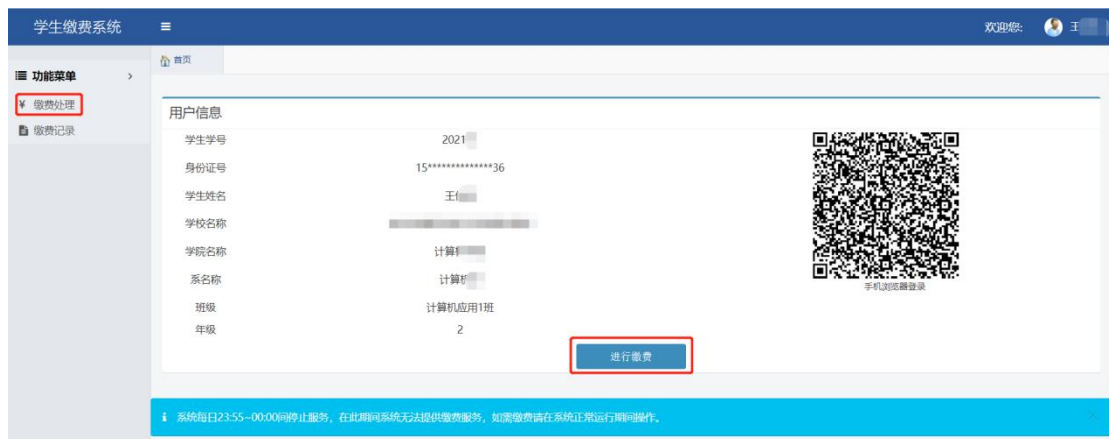 学生缴费系统
欢迎您: 王
首页
功能菜单
¥ 缴费处理
缴费记录
用户信息
学生学号 2021
身份证号 15**************36
学生姓名 王
学校名称
学院名称 计算
系名称 计算机
班级 计算机应用1班
年级 2
手机浏览器登录
进行缴费
i 系统每日23:55~00:00间停止服务，在此期间系统无法提供缴费服务，如需缴费请在系统正常运行期间操作。